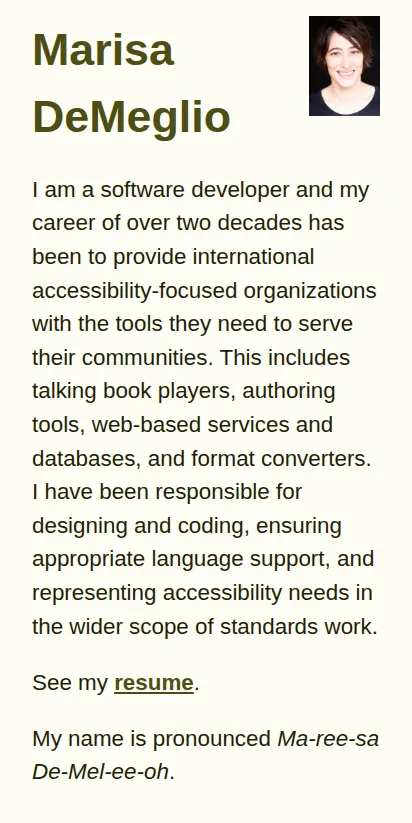 Marisa
DeMeglio
I am a software developer and my
career of over two decades has
been to provide international
accessibility-focused organizations
with the tools they need to serve
their communities. This includes
talking book players, authoring
tools, web-based services and
databases, and format converters.
I have been responsible for
designing and coding, ensuring
appropriate language support, and
representing accessibility needs in
the wider scope of standards work.
See my resume.
My name is pronounced Ma-ree-sa
De-Mel-ee-oh.